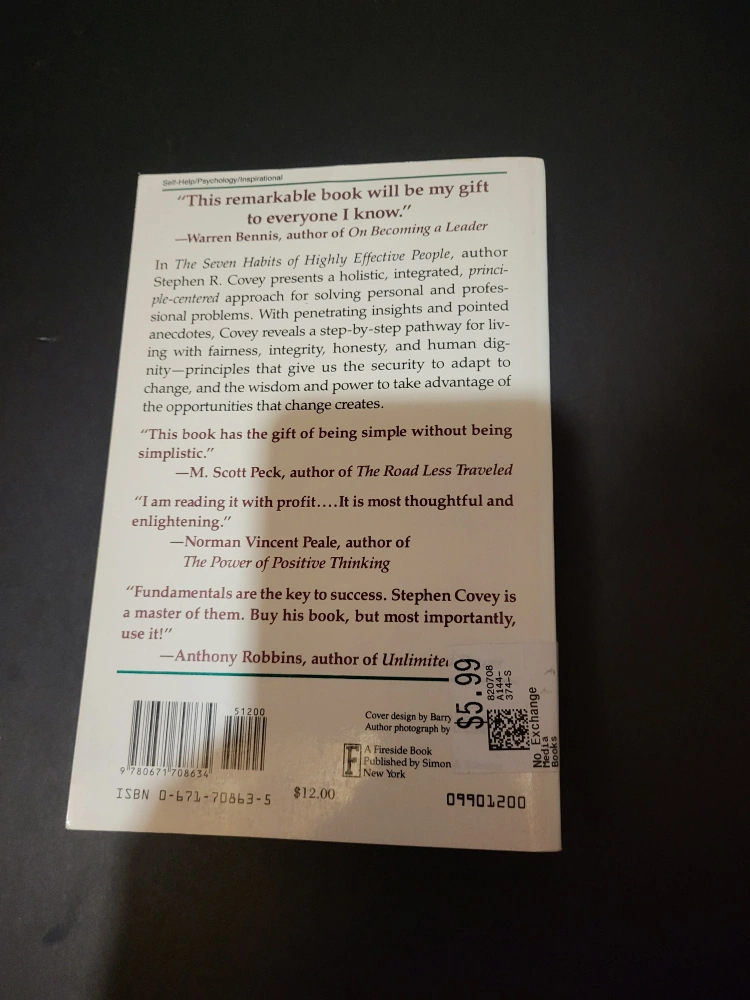 Self-Help/Psychology/Inspirational
“This remarkable book will be my gift
to everyone I know.”
—Warren Bennis, author of On Becoming a Leader
In The Seven Habits of Highly Effective People, author
Stephen R. Covey presents a holistic, integrated, princi-
ple-centered approach for solving personal and profes-
sional problems. With penetrating insights and pointed
anecdotes, Covey reveals a step-by-step pathway for liv-
ing with fairness, integrity, honesty, and human dig-
nity—principles that give us the security to adapt to
change, and the wisdom and power to take advantage of
the opportunities that change creates.
“This book has the gift of being simple without being
simplistic.”
—M. Scott Peck, author of The Road Less Traveled
“I am reading it with profit....It is most thoughtful and
enlightening.”
—Norman Vincent Peale, author of
The Power of Positive Thinking
“Fundamentals are the key to success. Stephen Covey is
a master of them. Buy his book, but most importantly,
use it!”
—Anthony Robbins, author of Unlimited
51200
9 780671 708634
ISBN 0-671-70863-5
$12.00
Cover design by Barry
Author photograph by
F
A Fireside Book
Published by Simon
New York
09901200
$5.99
820708
A144-
374-S
No Exchange
Media
Books